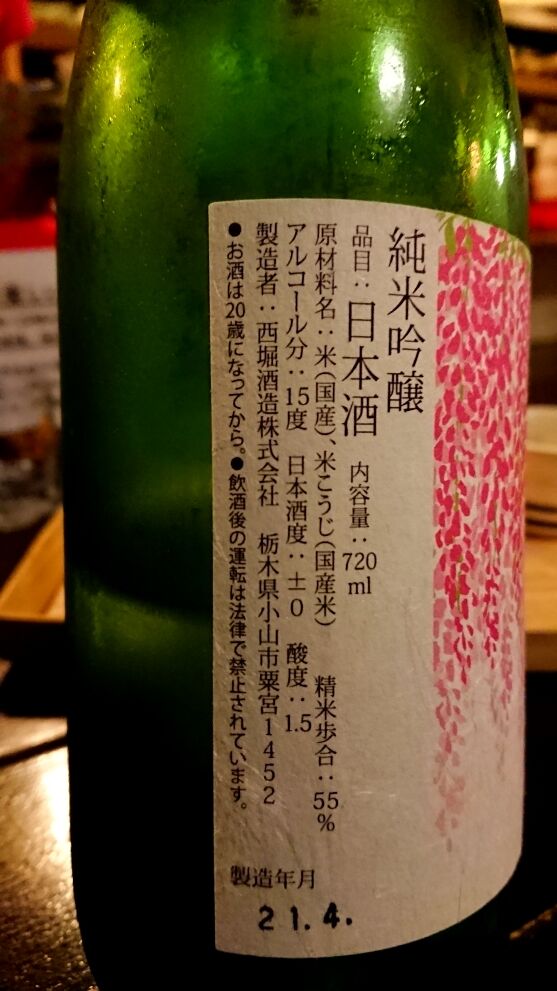 純米吟醸
品目：日本酒 内容量：720ml
原材料名：米（国産）、米こうじ（国産米） 精米歩合：55%
アルコール分：15度 日本酒度：±0 酸度：1.5
製造者：西堀酒造株式会社 栃木県小山市粟宮1452
●お酒は20歳になってから。●飲酒後の運転は法律で禁止されています。
製造年月
21.4.